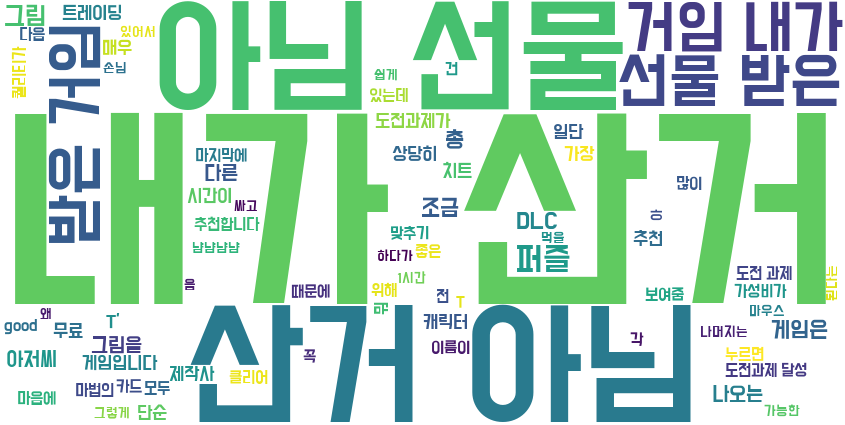 그림 트레이딩 있어서 아님 선물 거임 내가
다음 매우 쉽게 건 선물 받은
퀄리티가 손님 있는데
받은 거임
내가 산거
도전과제가 총 일단
마지막에 상당히 가장
다른 치트 많이
시간이 싸고 조금 DLC ㅎ
추천합니다 맞추기 먹을 추천
냠냠냠냠 하다가 좋은 퍼즐
음 1시간 도전 과제 된다는
때문에 위해 전 T 보여줌 가성비가
왜 뭐 마우스
good 무료 T' 산거 아님 캐릭터 각 나머지는 게임은
그림을 이름이 누르면
아저씨 게임입니다 꼭 도전과제 달성
제작사 클리어
마음에 마법의 카드 모두 나오는
그렇게 단순 가능한